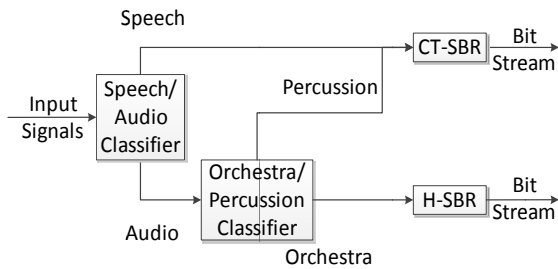 Speech
CT-SBR
Bit
Stream
Percussion
Input
Signals
Speech/
Audio
Classifier
Orchestra/
Percussion
Classifier
H-SBR
Bit
Stream
Audio
Orchestra